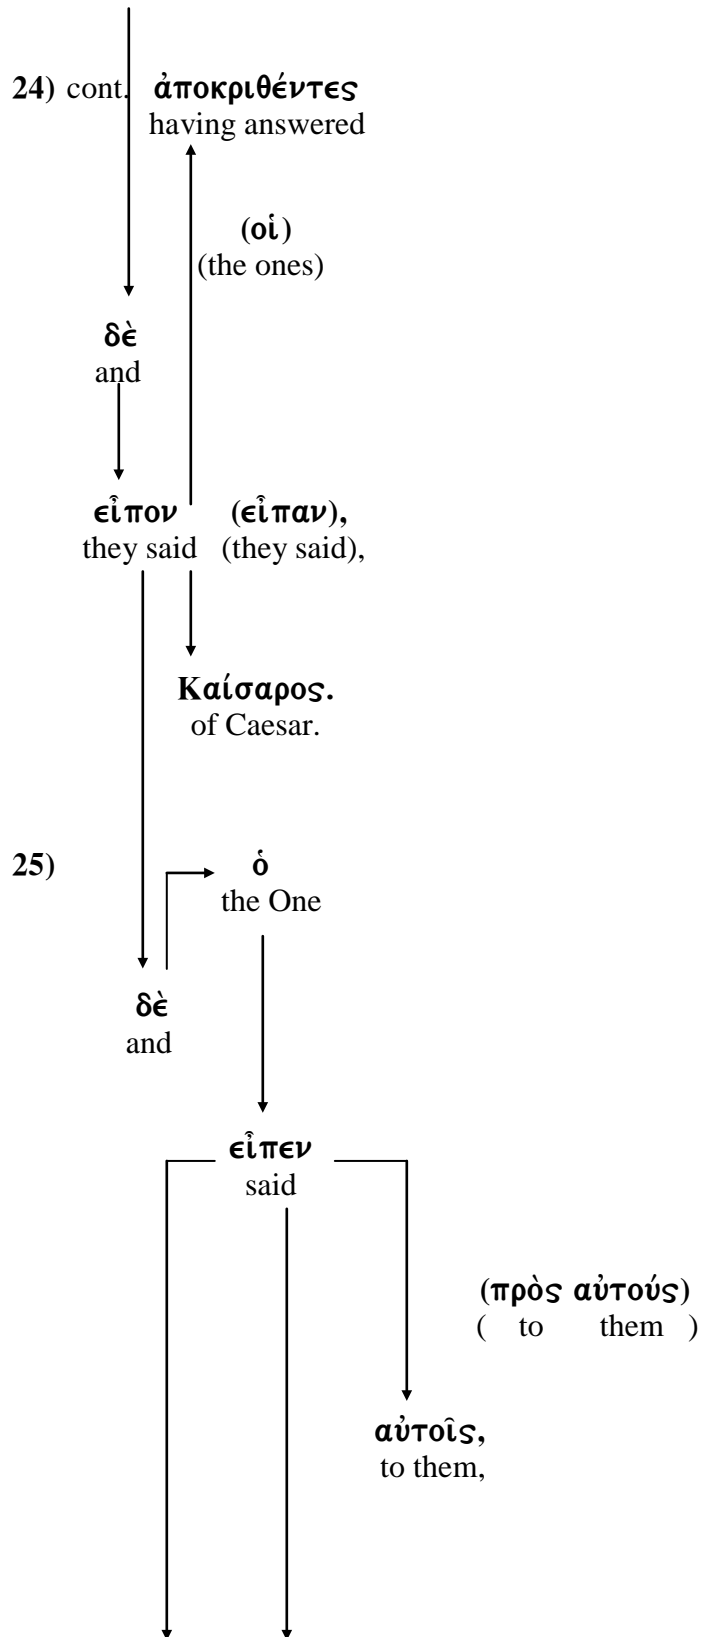 24) cont. ἀποκριθέντες
having answered
(οἱ)
(the ones)
δὲ
and
εἶπον (εἶπαν),
they said (they said),
Καίσαρος.
of Caesar.
25) ὁ
the One
δὲ
and
εἶπεν
said
(πρὸς αὐτούς)
( to them )
αὐτοῖς,
to them,